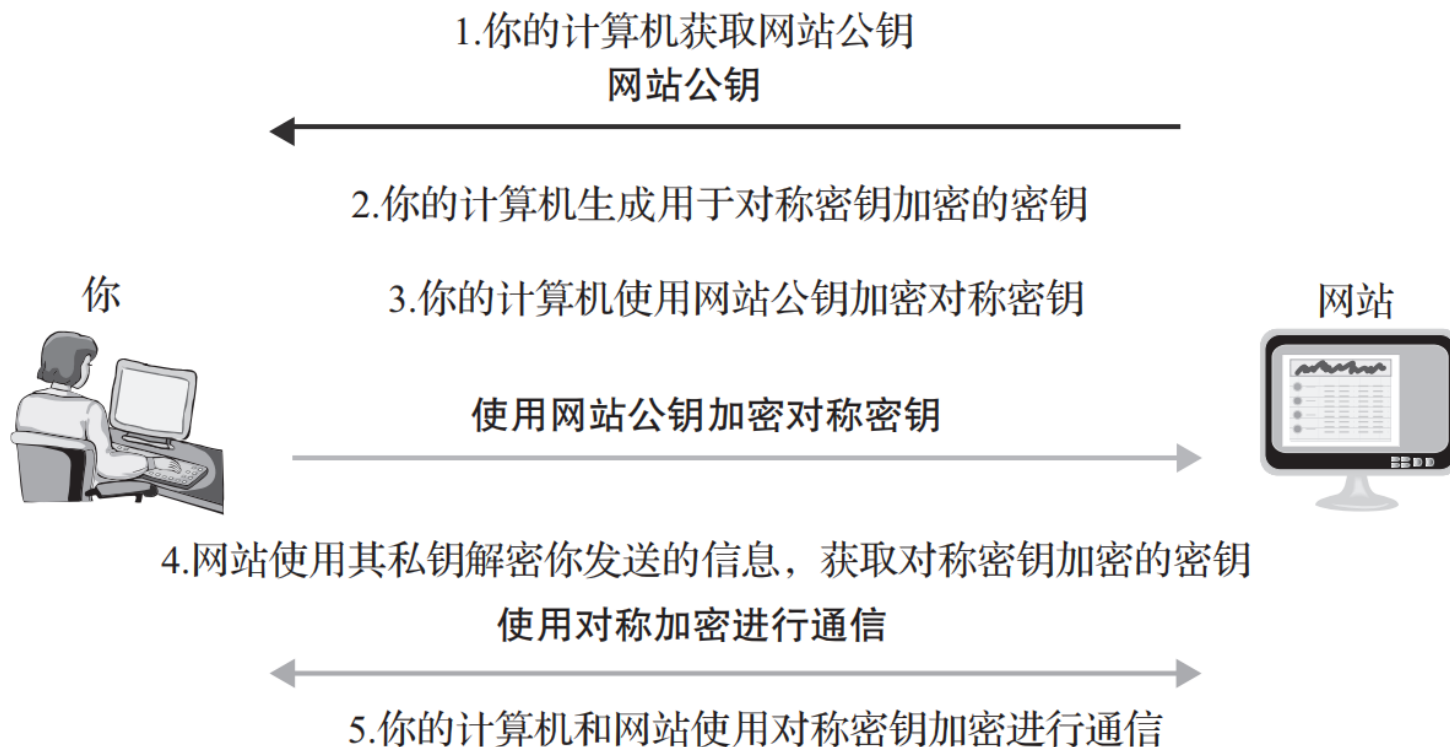 1.你的计算机获取网站公钥
网站公钥
2.你的计算机生成用于对称密钥加密的密钥
你
3.你的计算机使用网站公钥加密对称密钥
网站
使用网站公钥加密对称密钥
4.网站使用其私钥解密你发送的信息，获取对称密钥加密的密钥
使用对称加密进行通信
5.你的计算机和网站使用对称密钥加密进行通信